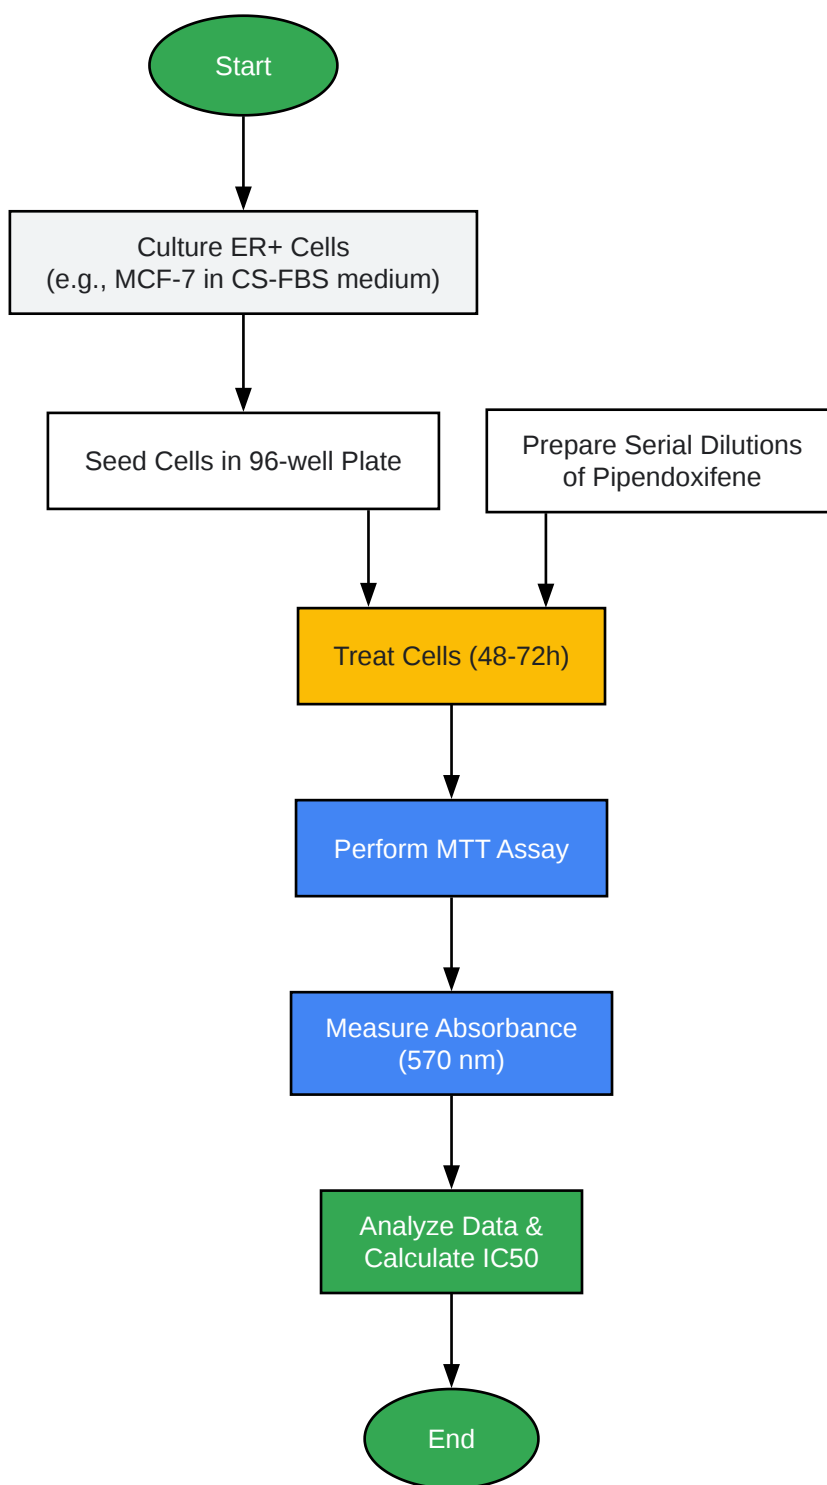 Start
Culture ER+ Cells
(e.g., MCF-7 in CS-FBS medium)
Seed Cells in 96-well Plate
Prepare Serial Dilutions
of Pipendoxifene
Treat Cells (48-72h)
Perform MTT Assay
Measure Absorbance
(570 nm)
Analyze Data &
Calculate IC50
End